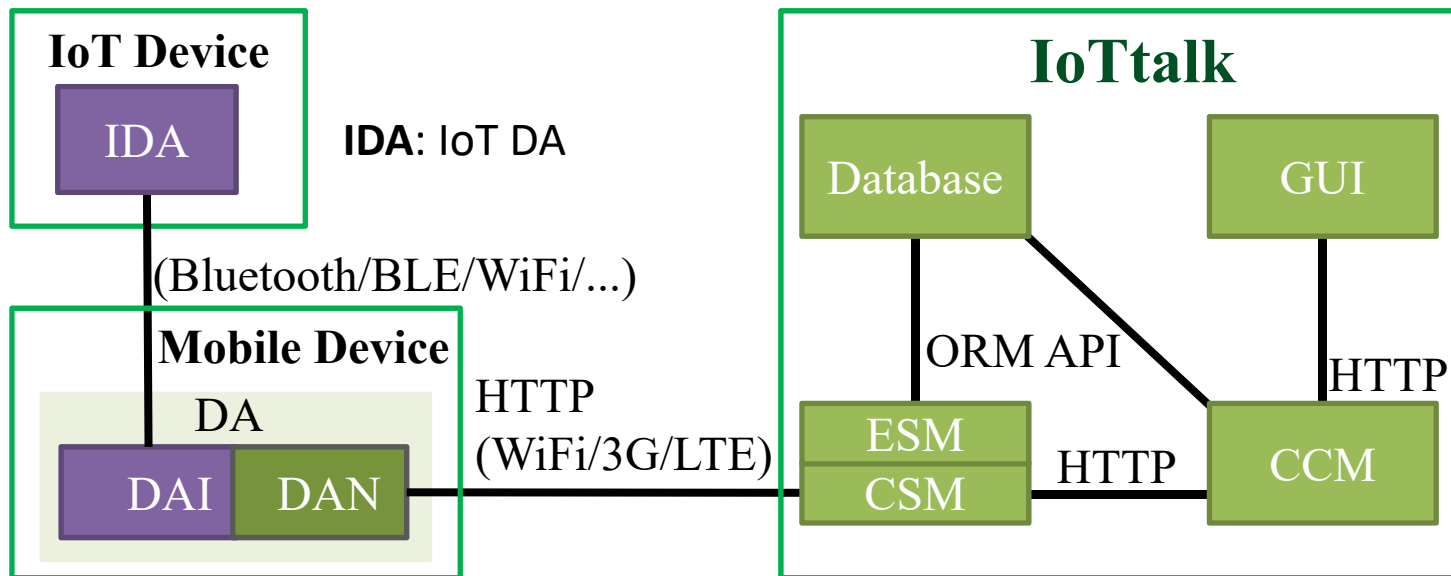 IoT Device
IDA
IDA: IoT DA
(Bluetooth/BLE/WiFi/...)
Mobile Device
DA
DAI
DAN
HTTP
(WiFi/3G/LTE)
IoTtalk
Database
GUI
ORM API
HTTP
ESM
CSM
HTTP
CCM